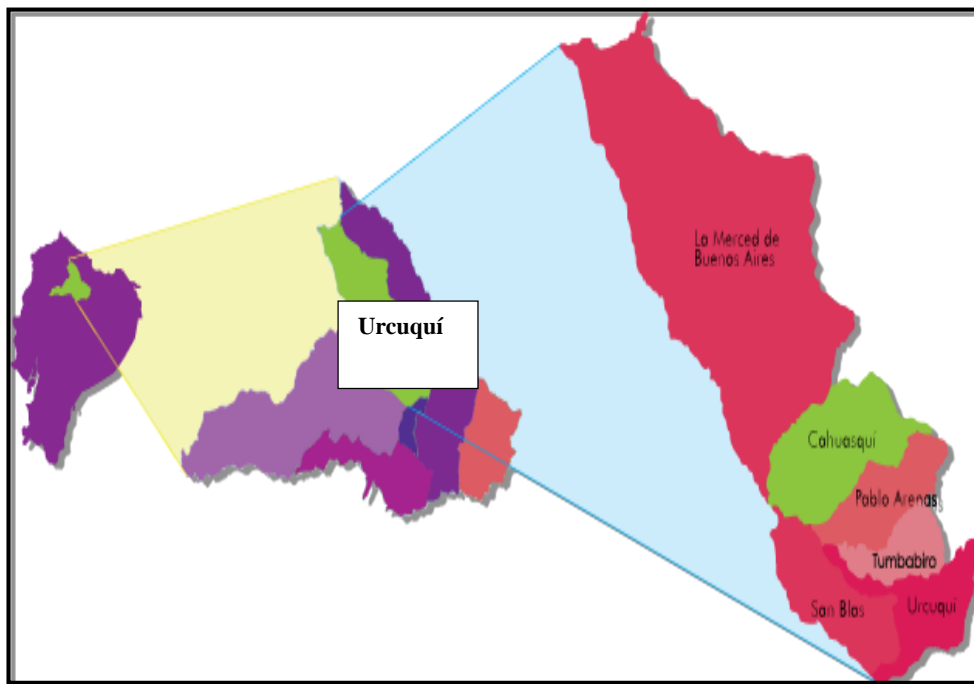 Urcuquí
La Merced de
Buenos Aires
Cahuasquí
Pablo Arenas
Tumbabiro
San Blas
Urcuquí